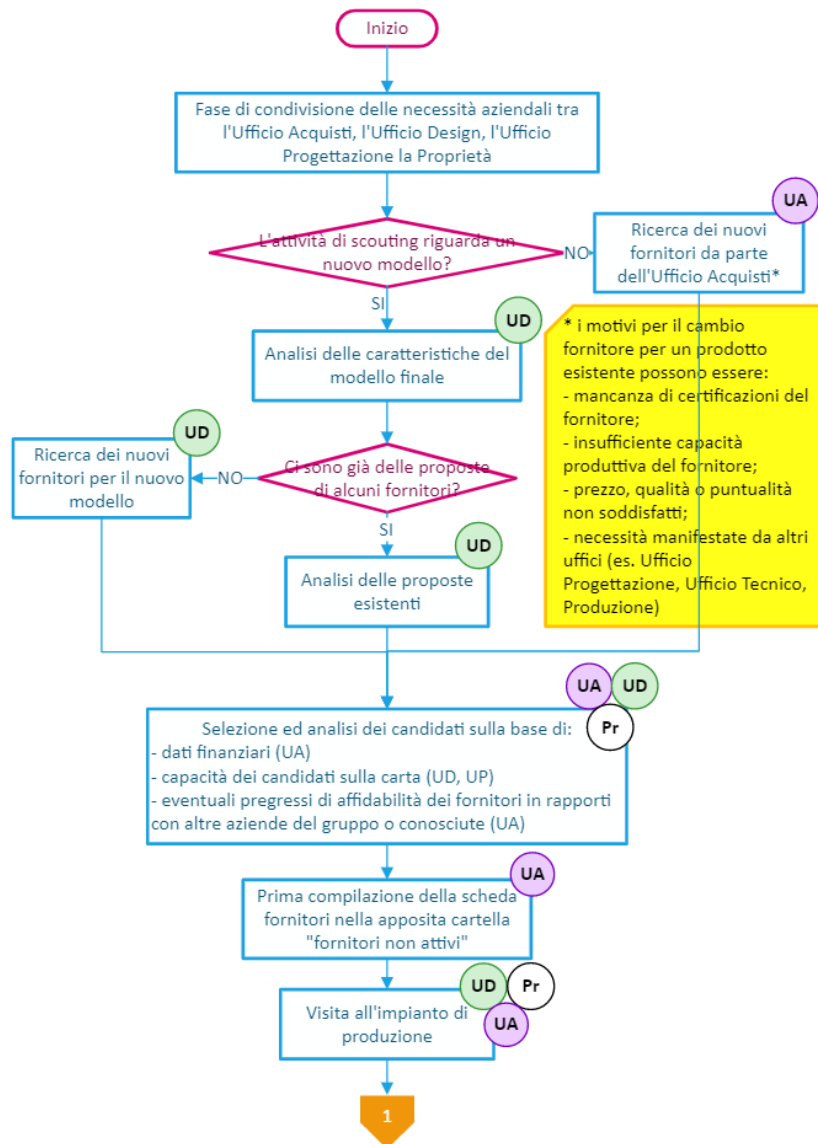 Inizio
Fase di condivisione delle necessità aziendali tra
l'Ufficio Acquisti, l'Ufficio Design, l'Ufficio
Progettazione la Proprietà
L'attività di scouting riguarda un
nuovo modello?
NO
UA
Ricerca dei nuovi
fornitori da parte
dell'Ufficio Acquisti*
SI
UD
Analisi delle caratteristiche del
modello finale
* i motivi per il cambio
fornitore per un prodotto
esistente possono essere:
- mancanza di certificazioni del
fornitore;
- insufficiente capacità
produttiva del fornitore;
- prezzo, qualità o puntualità
non soddisfatti;
- necessità manifestate da altri
uffici (es. Ufficio
Progettazione, Ufficio Tecnico,
Produzione)
Ci sono già delle proposte
di alcuni fornitori?
NO
UD
Ricerca dei nuovi
fornitori per il nuovo
modello
SI
UD
Analisi delle proposte
esistenti
UA
UD
Pr
Selezione ed analisi dei candidati sulla base di:
- dati finanziari (UA)
- capacità dei candidati sulla carta (UD, UP)
- eventuali pregressi di affidabilità dei fornitori in rapporti
con altre aziende del gruppo o conosciute (UA)
UA
Prima compilazione della scheda
fornitori nella apposita cartella
"fornitori non attivi"
UD
Pr
UA
Visita all'impianto di
produzione
1